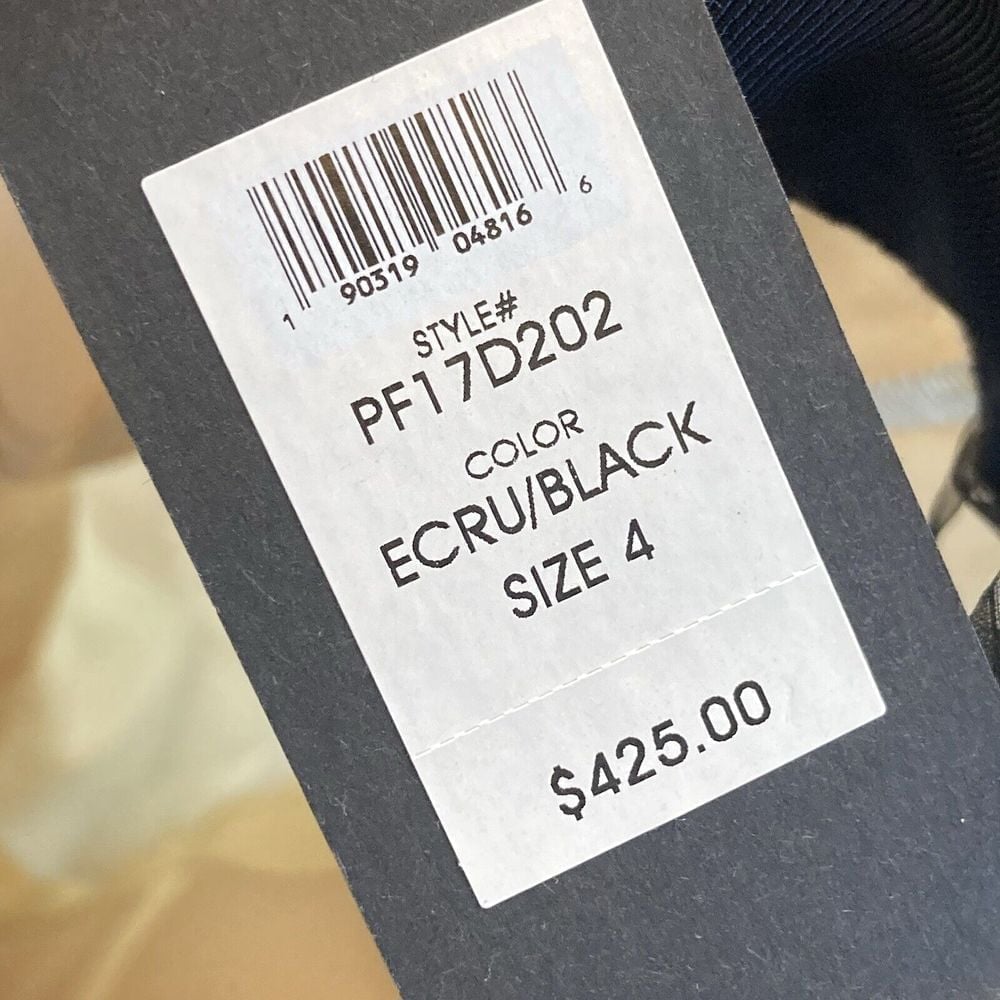 1 90319 04816 6
STYLE#
PF17D202
COLOR
ECRU/BLACK
SIZE 4
$425.00